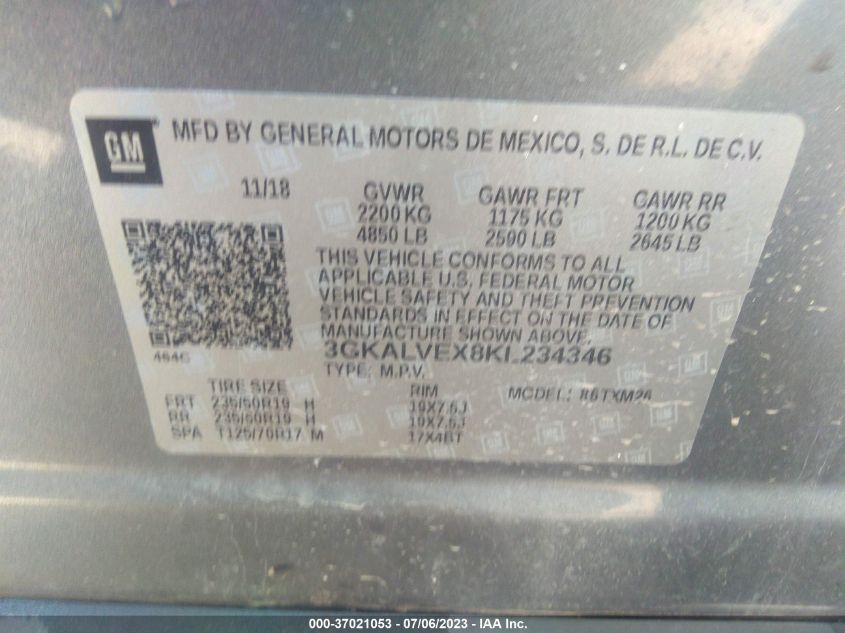 GM
MFD BY GENERAL MOTORS DE MEXICO, S. DE R.L. DE C.V.
11/18 GVWR GAWR FRT GAWR RR
2200 KG 1175 KG 1200 KG
4850 LB 2590 LB 2645 LB
THIS VEHICLE CONFORMS TO ALL
APPLICABLE U.S. FEDERAL MOTOR
VEHICLE SAFETY AND THEFT PREVENTION
STANDARDS IN EFFECT ON THE DATE OF
MANUFACTURE SHOWN ABOVE.
3GKALVEX8KL234346
TYPE: M.P.V.
TIRE SIZE RIM MODEL:
FRT 235/50R19 H 19X7.5J
RR 235/50R19 H 19X7.5J
SPA T125/70R17 M 17X4BT
000-37021053 - 07/06/2023 - IAA Inc.